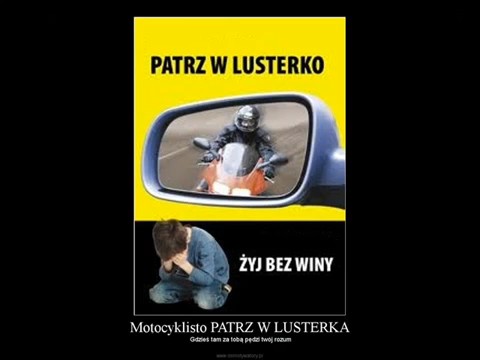 PATRZ W LUSTERKO
ŻYJ BEZ WINY
Motocyklisto PATRZ W LUSTERKA
Gdzieś tam za tobą pędzi twój rozum